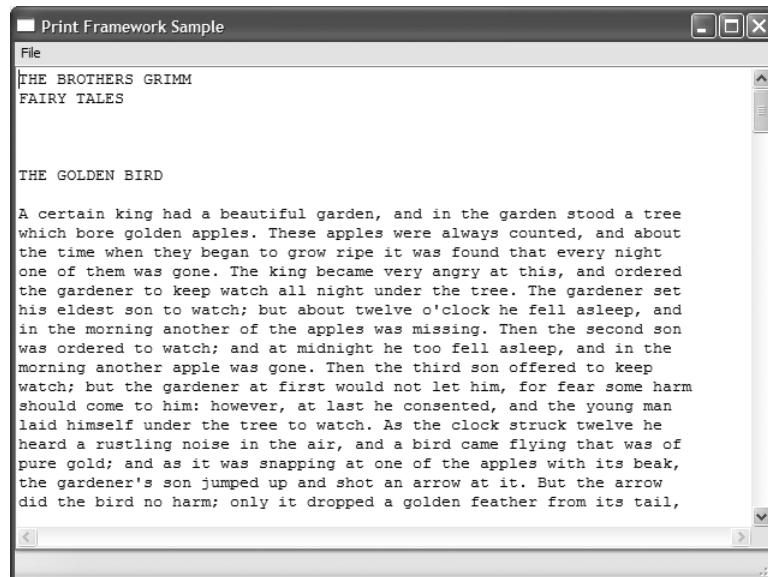 Print Framework Sample
File
THE BROTHERS GRIMM
FAIRY TALES
THE GOLDEN BIRD
A certain king had a beautiful garden, and in the garden stood a tree
which bore golden apples. These apples were always counted, and about
the time when they began to grow ripe it was found that every night
one of them was gone. The king became very angry at this, and ordered
the gardener to keep watch all night under the tree. The gardener set
his eldest son to watch; but about twelve o'clock he fell asleep, and
in the morning another of the apples was missing. Then the second son
was ordered to watch; and at midnight he too fell asleep, and in the
morning another apple was gone. Then the third son offered to keep
watch; but the gardener at first would not let him, for fear some harm
should come to him: however, at last he consented, and the young man
laid himself under the tree to watch. As the clock struck twelve he
heard a rustling noise in the air, and a bird came flying that was of
pure gold; and as it was snapping at one of the apples with its beak,
the gardener's son jumped up and shot an arrow at it. But the arrow
did the bird no harm; only it dropped a golden feather from its tail,